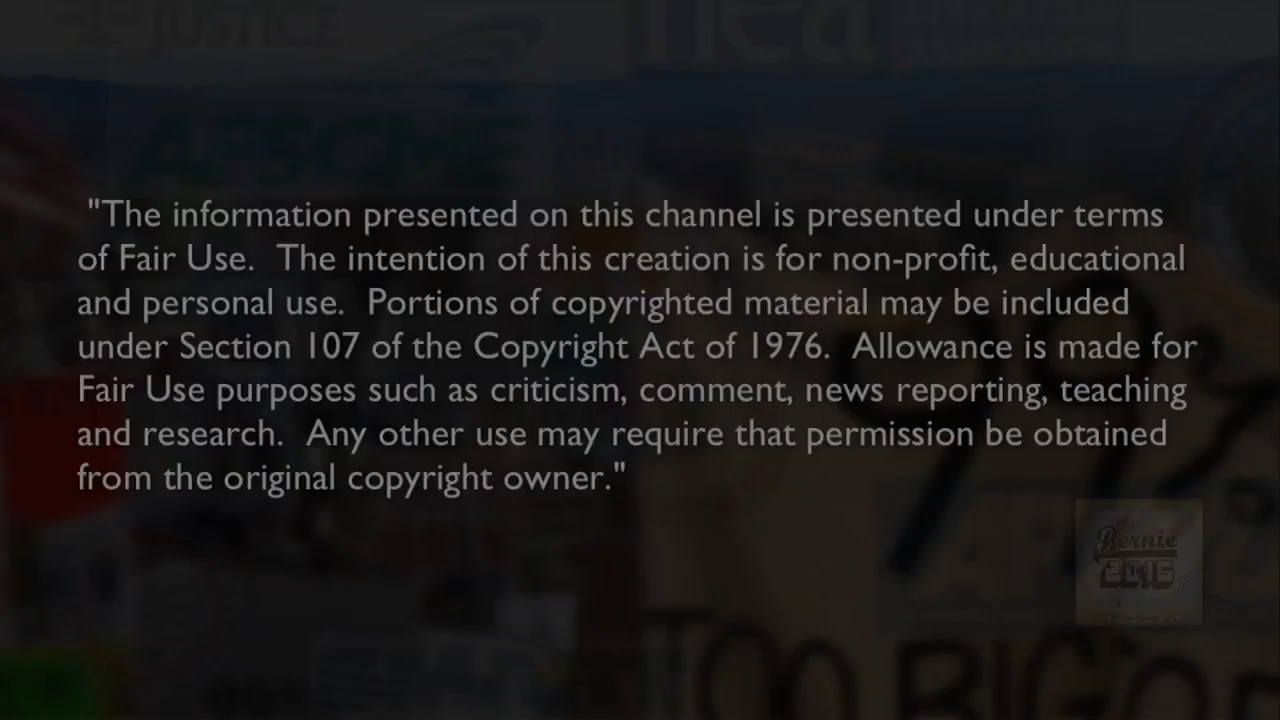 JUSTICE
nea
AFSCME
"The information presented on this channel is presented under terms
of Fair Use.  The intention of this creation is for non-profit, educational
and personal use.  Portions of copyrighted material may be included
under Section 107 of the Copyright Act of 1976.  Allowance is made for
Fair Use purposes such as criticism, comment, news reporting, teaching
and research.  Any other use may require that permission be obtained
from the original copyright owner."
99%
Bernie
2016
TOO BIG